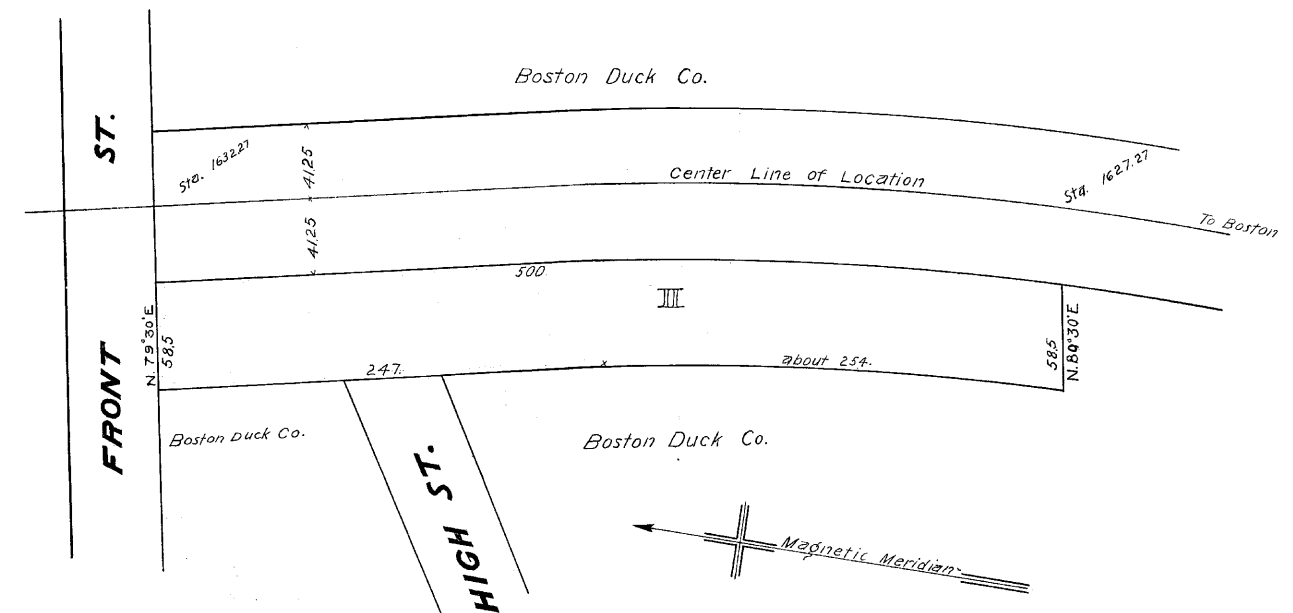 Boston Duck Co.
ST.
Sta. 1632.27
41.25
Center Line of Location
Sta. 1627.27
To Boston
41.25
500
III
N. 79°30'E.
58.5
58.5
N.80°30'E.
247.
about 254.
FRONT
Boston Duck Co.
Boston Duck Co.
HIGH ST.
Magnetic Meridian